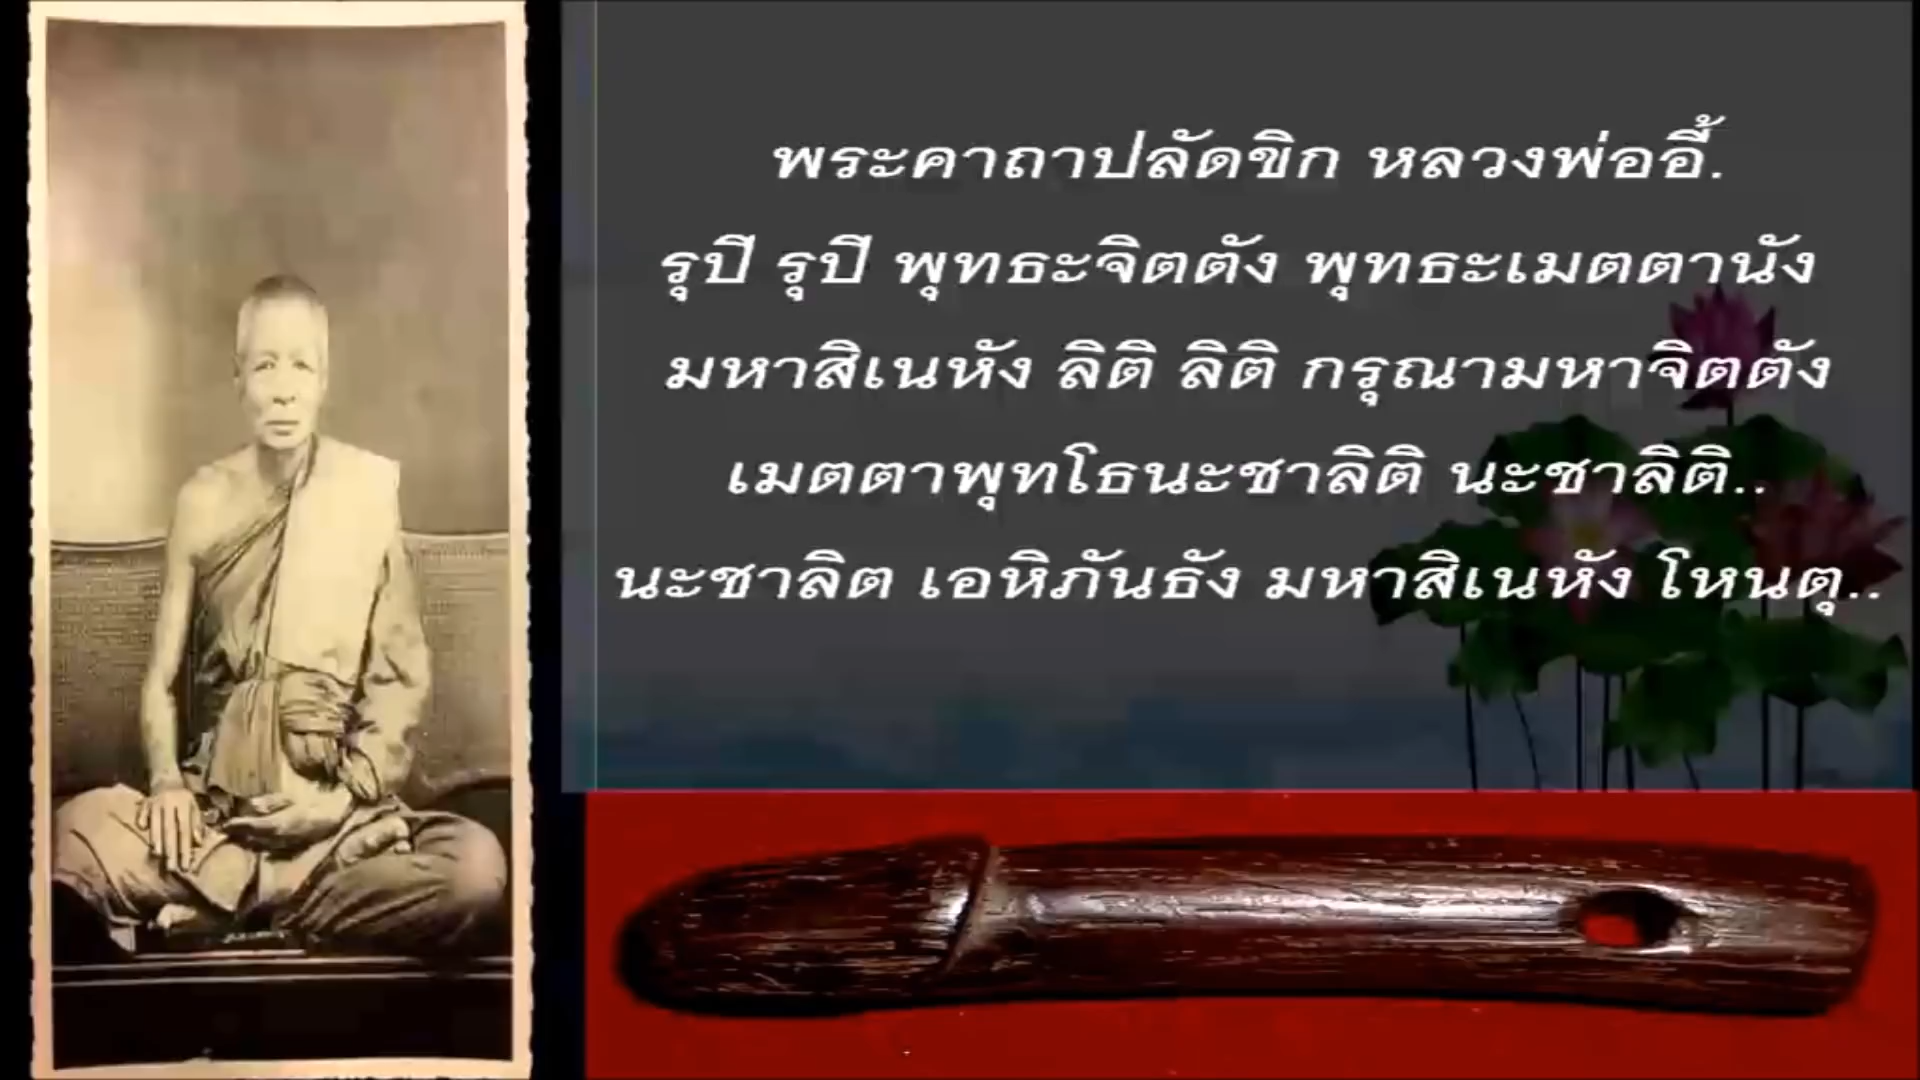 พระคาถาปลัดขิก หลวงพ่ออี้.
รุปี รุปี พุทธะจิตตัง พุทธะเมตตานัง
มหาสิเนหัง ลิติ ลิติ กรุณามหาจิตตัง
เมตตาพุทโธนะชาลิติ นะชาลิติ..
นะชาลิต เอหิภันธัง มหาสิเนหัง โหนตุ..